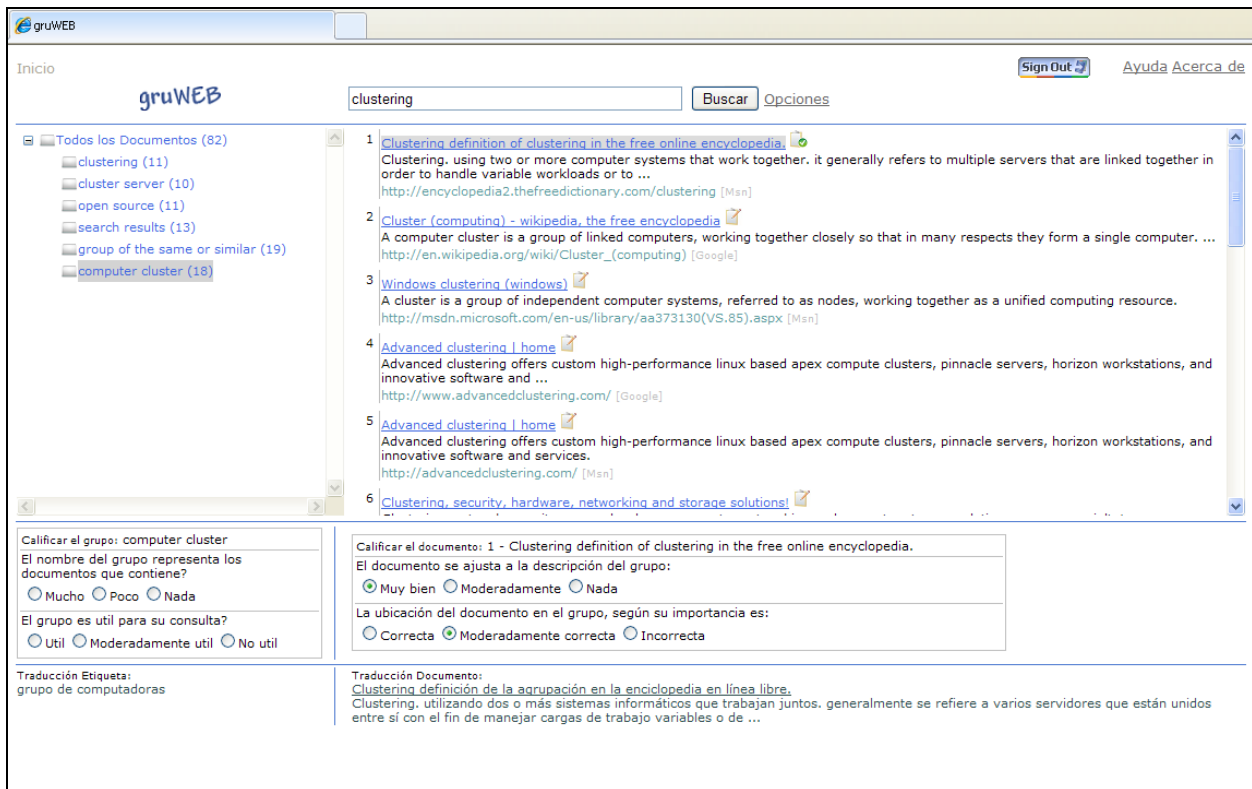 gruWEB
Inicio
Sign Out
Ayuda Acerca de
gruWEB
clustering
Buscar
Opciones
Todos los Documentos (82)
clustering (11)
cluster server (10)
open source (11)
search results (13)
group of the same or similar (19)
computer cluster (18)
1 Clustering definition of clustering in the free online encyclopedia.
Clustering. using two or more computer systems that work together. it generally refers to multiple servers that are linked together in
order to handle variable workloads or to ...
http://encyclopedia2.thefreedictionary.com/clustering [Msn]
2 Cluster (computing) - wikipedia, the free encyclopedia
A computer cluster is a group of linked computers, working together closely so that in many respects they form a single computer. ...
http://en.wikipedia.org/wiki/Cluster_(computing) [Google]
3 Windows clustering (windows)
A cluster is a group of independent computer systems, referred to as nodes, working together as a unified computing resource.
http://msdn.microsoft.com/en-us/library/aa373130(VS.85).aspx [Msn]
4 Advanced clustering | home
Advanced clustering offers custom high-performance linux based apex compute clusters, pinnacle servers, horizon workstations, and
innovative software and ...
http://www.advancedclustering.com/ [Google]
5 Advanced clustering | home
Advanced clustering offers custom high-performance linux based apex compute clusters, pinnacle servers, horizon workstations, and
innovative software and services.
http://advancedclustering.com/ [Msn]
6 Clustering, security, hardware, networking and storage solutions!
Calificar el grupo: computer cluster
El nombre del grupo representa los
documentos que contiene?
Mucho Poco Nada
El grupo es util para su consulta?
Util Moderadamente util No util
Calificar el documento: 1 - Clustering definition of clustering in the free online encyclopedia.
El documento se ajusta a la descripción del grupo:
Muy bien Moderadamente Nada
La ubicación del documento en el grupo, según su importancia es:
Correcta Moderadamente correcta Incorrecta
Traducción Etiqueta:
grupo de computadoras
Traducción Documento:
Clustering definición de la agrupación en la enciclopedia en línea libre.
Clustering. utilizando dos o más sistemas informáticos que trabajan juntos. generalmente se refiere a varios servidores que están unidos
entre sí con el fin de manejar cargas de trabajo variables o de ...